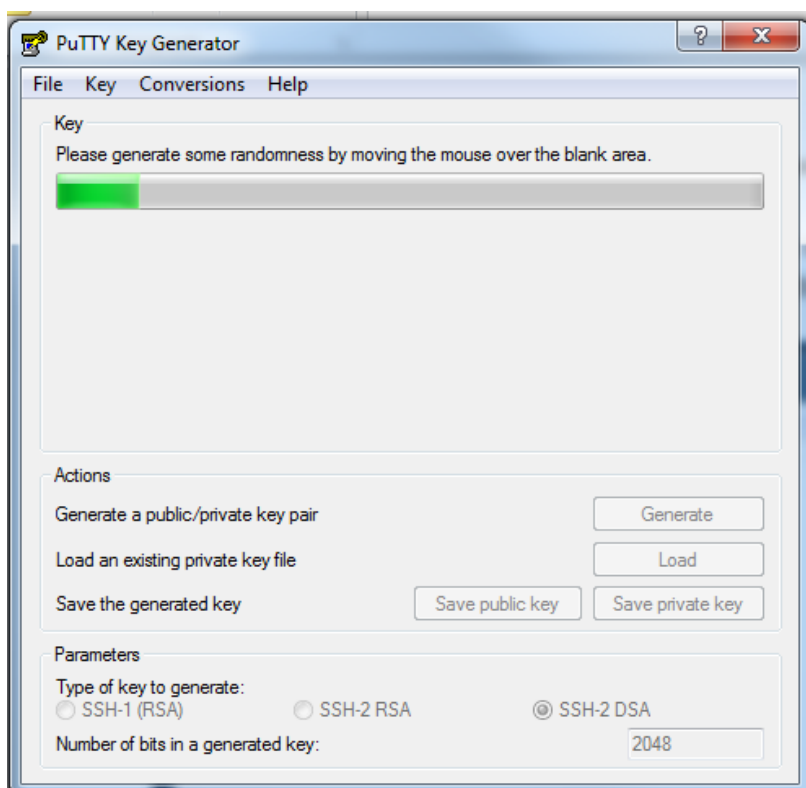 PuTTY Key Generator
File Key Conversions Help
Key
Please generate some randomness by moving the mouse over the blank area.
Actions
Generate a public/private key pair Generate
Load an existing private key file Load
Save the generated key Save public key Save private key
Parameters
Type of key to generate:
SSH-1 (RSA) SSH-2 RSA SSH-2 DSA
Number of bits in a generated key: 2048